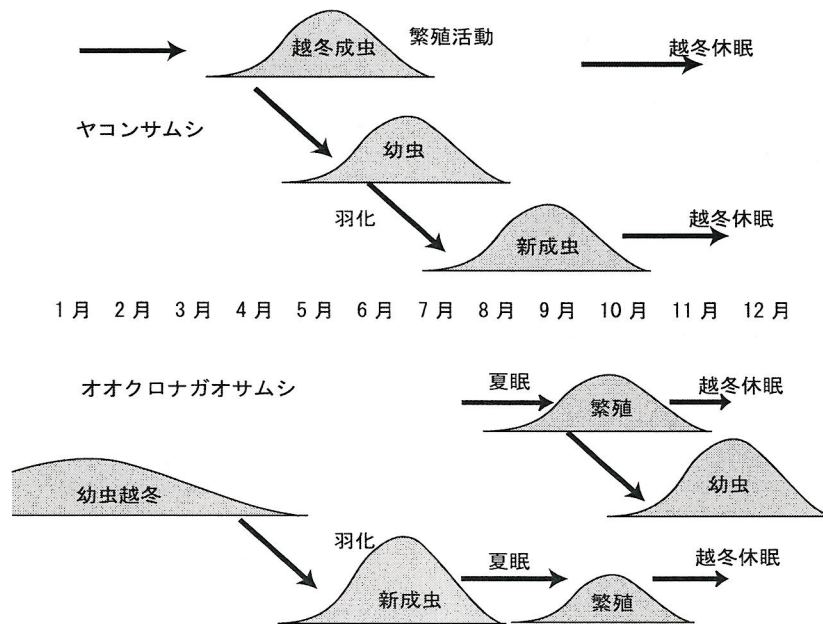 越冬成虫
繁殖活動
越冬休眠
ヤコンサムシ
幼虫
羽化
新成虫
越冬休眠
1月 2月 3月 4月 5月 6月 7月 8月 9月 10月 11月 12月
オオクロナガオサムシ
夏眠
繁殖
越冬休眠
幼虫越冬
幼虫
羽化
新成虫
夏眠
繁殖
越冬休眠